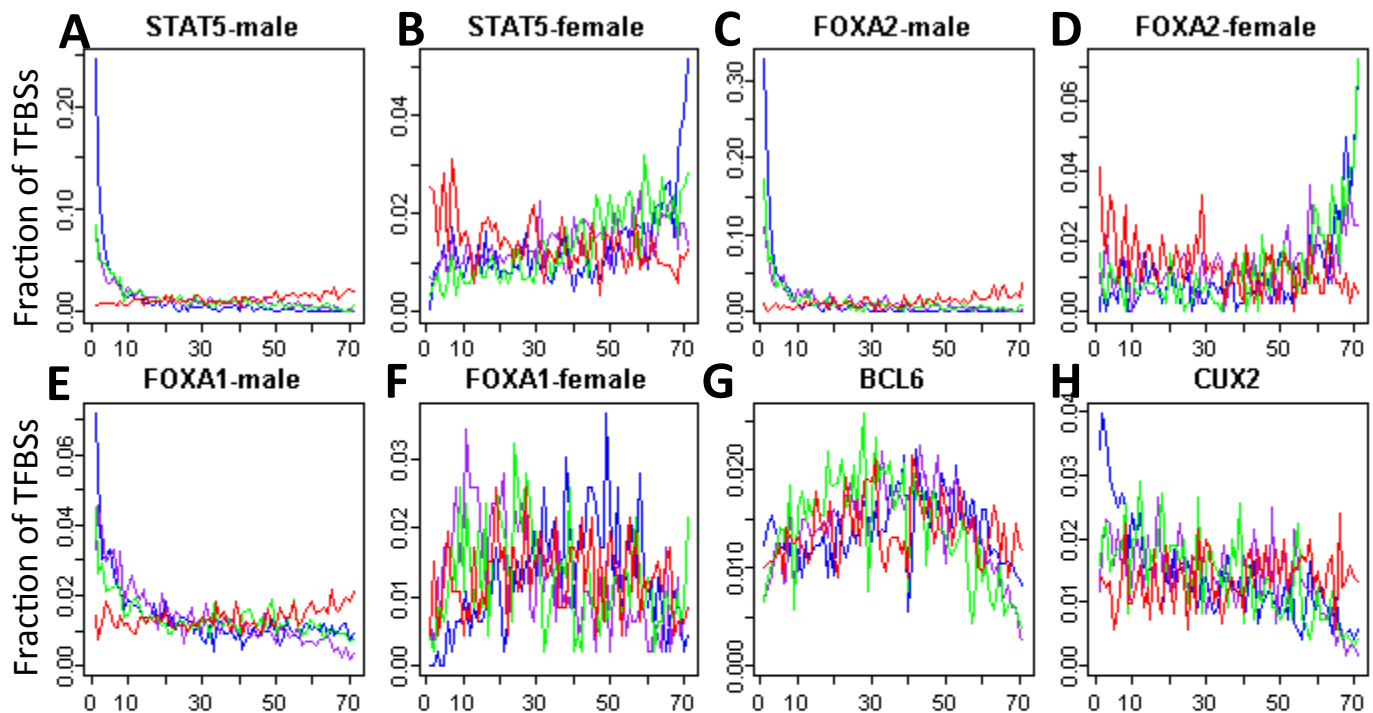 A STAT5-male B STAT5-female C FOXA2-male D FOXA2-female
Fraction of TFBSs
0.00 0.10 0.20
0 10 30 50 70
0.00 0.02 0.04
0 10 30 50 70
0.00 0.10 0.20 0.30
0 10 30 50 70
0.00 0.02 0.04 0.06
0 10 30 50 70
E FOXA1-male F FOXA1-female G BCL6 H CUX2
Fraction of TFBSs
0.00 0.02 0.04 0.06
0 10 30 50 70
0.00 0.01 0.02 0.03
0 10 30 50 70
0.000 0.010 0.020
0 10 30 50 70
0.00 0.01 0.02 0.03 0.04
0 10 30 50 70